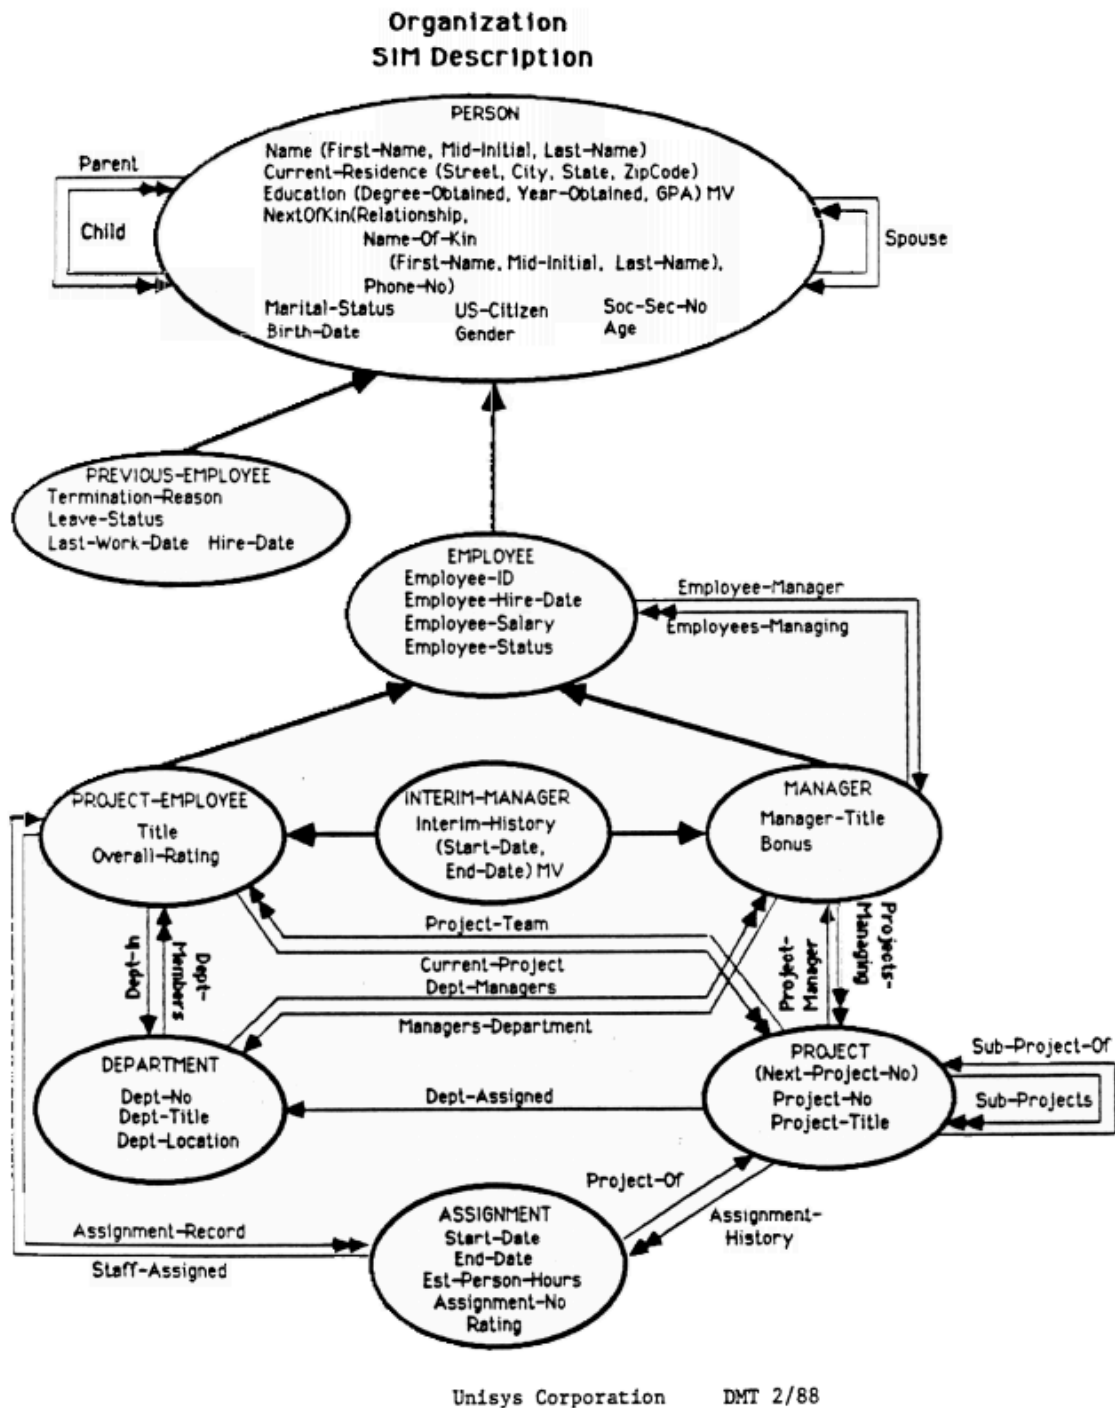 Organization
SIM Description
PERSON
Name (First-Name, Mid-Initial, Last-Name)
Current-Residence (Street, City, State, ZipCode)
Education (Degree-Obtained, Year-Obtained, GPA) MV
NextOfKin(Relationship,
Name-Of-Kin
(First-Name, Mid-Initial, Last-Name),
Phone-No)
Marital-Status US-Citizen Soc-Sec-No
Birth-Date Gender Age
Parent
Child
Spouse
PREVIOUS-EMPLOYEE
Termination-Reason
Leave-Status
Last-Work-Date Hire-Date
EMPLOYEE
Employee-ID
Employee-Hire-Date
Employee-Salary
Employee-Status
Employee-Manager
Employees-Managing
PROJECT-EMPLOYEE
Title
Overall-Rating
INTERIM-MANAGER
Interim-History
(Start-Date,
End-Date) MV
MANAGER
Manager-Title
Bonus
Dept-In
Dept-
Members
Project-Team
Current-Project
Dept-Managers
Managers-Department
Project-
Manager
Projects-
Managing
DEPARTMENT
Dept-No
Dept-Title
Dept-Location
Dept-Assigned
PROJECT
(Next-Project-No)
Project-No
Project-Title
Sub-Project-Of
Sub-Projects
Project-Of
Assignment-
History
ASSIGNMENT
Start-Date
End-Date
Est-Person-Hours
Assignment-No
Rating
Assignment-Record
Staff-Assigned
Unisys Corporation DMT 2/88